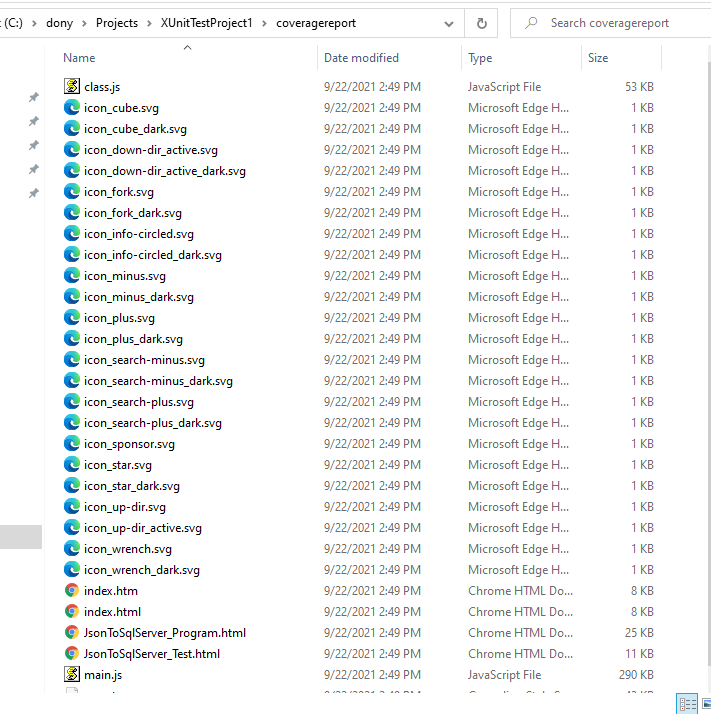 (C:) > dony > Projects > XUnitTestProject1 > coveragereport Search coveragereport
Name Date modified Type Size
class.js 9/22/2021 2:49 PM JavaScript File 53 KB
icon_cube.svg 9/22/2021 2:49 PM Microsoft Edge H... 1 KB
icon_cube_dark.svg 9/22/2021 2:49 PM Microsoft Edge H... 1 KB
icon_down-dir_active.svg 9/22/2021 2:49 PM Microsoft Edge H... 1 KB
icon_down-dir_active_dark.svg 9/22/2021 2:49 PM Microsoft Edge H... 1 KB
icon_fork.svg 9/22/2021 2:49 PM Microsoft Edge H... 1 KB
icon_fork_dark.svg 9/22/2021 2:49 PM Microsoft Edge H... 1 KB
icon_info-circled.svg 9/22/2021 2:49 PM Microsoft Edge H... 1 KB
icon_info-circled_dark.svg 9/22/2021 2:49 PM Microsoft Edge H... 1 KB
icon_minus.svg 9/22/2021 2:49 PM Microsoft Edge H... 1 KB
icon_minus_dark.svg 9/22/2021 2:49 PM Microsoft Edge H... 1 KB
icon_plus.svg 9/22/2021 2:49 PM Microsoft Edge H... 1 KB
icon_plus_dark.svg 9/22/2021 2:49 PM Microsoft Edge H... 1 KB
icon_search-minus.svg 9/22/2021 2:49 PM Microsoft Edge H... 1 KB
icon_search-minus_dark.svg 9/22/2021 2:49 PM Microsoft Edge H... 1 KB
icon_search-plus.svg 9/22/2021 2:49 PM Microsoft Edge H... 1 KB
icon_search-plus_dark.svg 9/22/2021 2:49 PM Microsoft Edge H... 1 KB
icon_sponsor.svg 9/22/2021 2:49 PM Microsoft Edge H... 1 KB
icon_star.svg 9/22/2021 2:49 PM Microsoft Edge H... 1 KB
icon_star_dark.svg 9/22/2021 2:49 PM Microsoft Edge H... 1 KB
icon_up-dir.svg 9/22/2021 2:49 PM Microsoft Edge H... 1 KB
icon_up-dir_active.svg 9/22/2021 2:49 PM Microsoft Edge H... 1 KB
icon_wrench.svg 9/22/2021 2:49 PM Microsoft Edge H... 1 KB
icon_wrench_dark.svg 9/22/2021 2:49 PM Microsoft Edge H... 1 KB
index.htm 9/22/2021 2:49 PM Chrome HTML Do... 8 KB
index.html 9/22/2021 2:49 PM Chrome HTML Do... 8 KB
JsonToSqlServer_Program.html 9/22/2021 2:49 PM Chrome HTML Do... 25 KB
JsonToSqlServer_Test.html 9/22/2021 2:49 PM Chrome HTML Do... 11 KB
main.js 9/22/2021 2:49 PM JavaScript File 290 KB